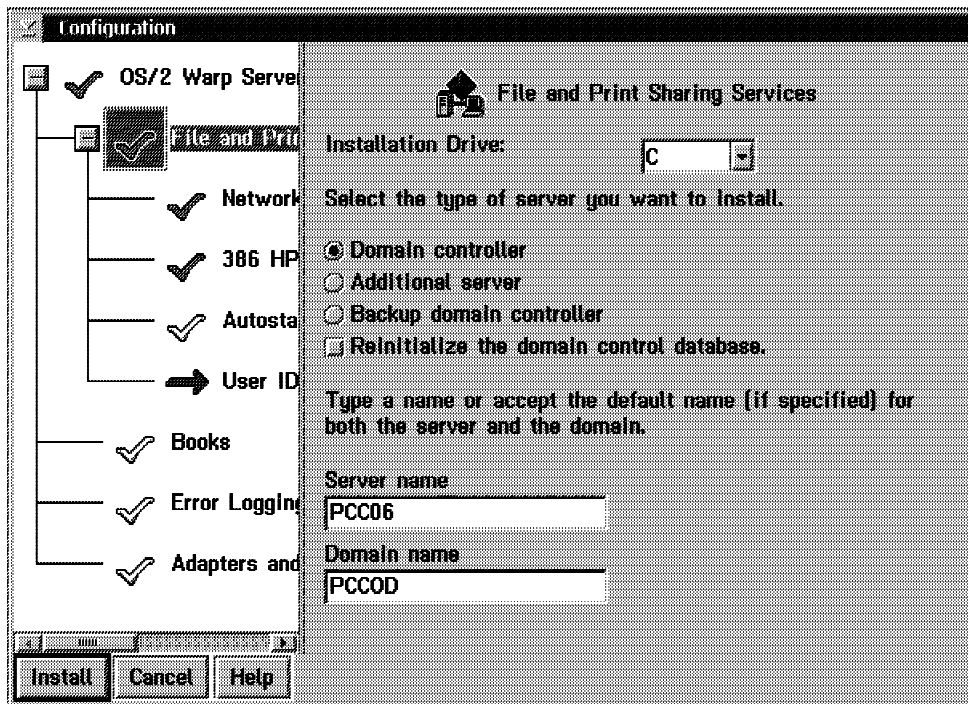 Configuration
OS/2 Warp Server
File and Prin
Network
386 HP
Autosta
User ID
Books
Error Logging
Adapters and
Install
Cancel
Help
File and Print Sharing Services
Installation Drive:
C
Select the type of server you want to install.
Domain controller
Additional server
Backup domain controller
Reinitialize the domain control database.
Type a name or accept the default name (if specified) for
both the server and the domain.
Server name
PCC06
Domain name
PCCOD